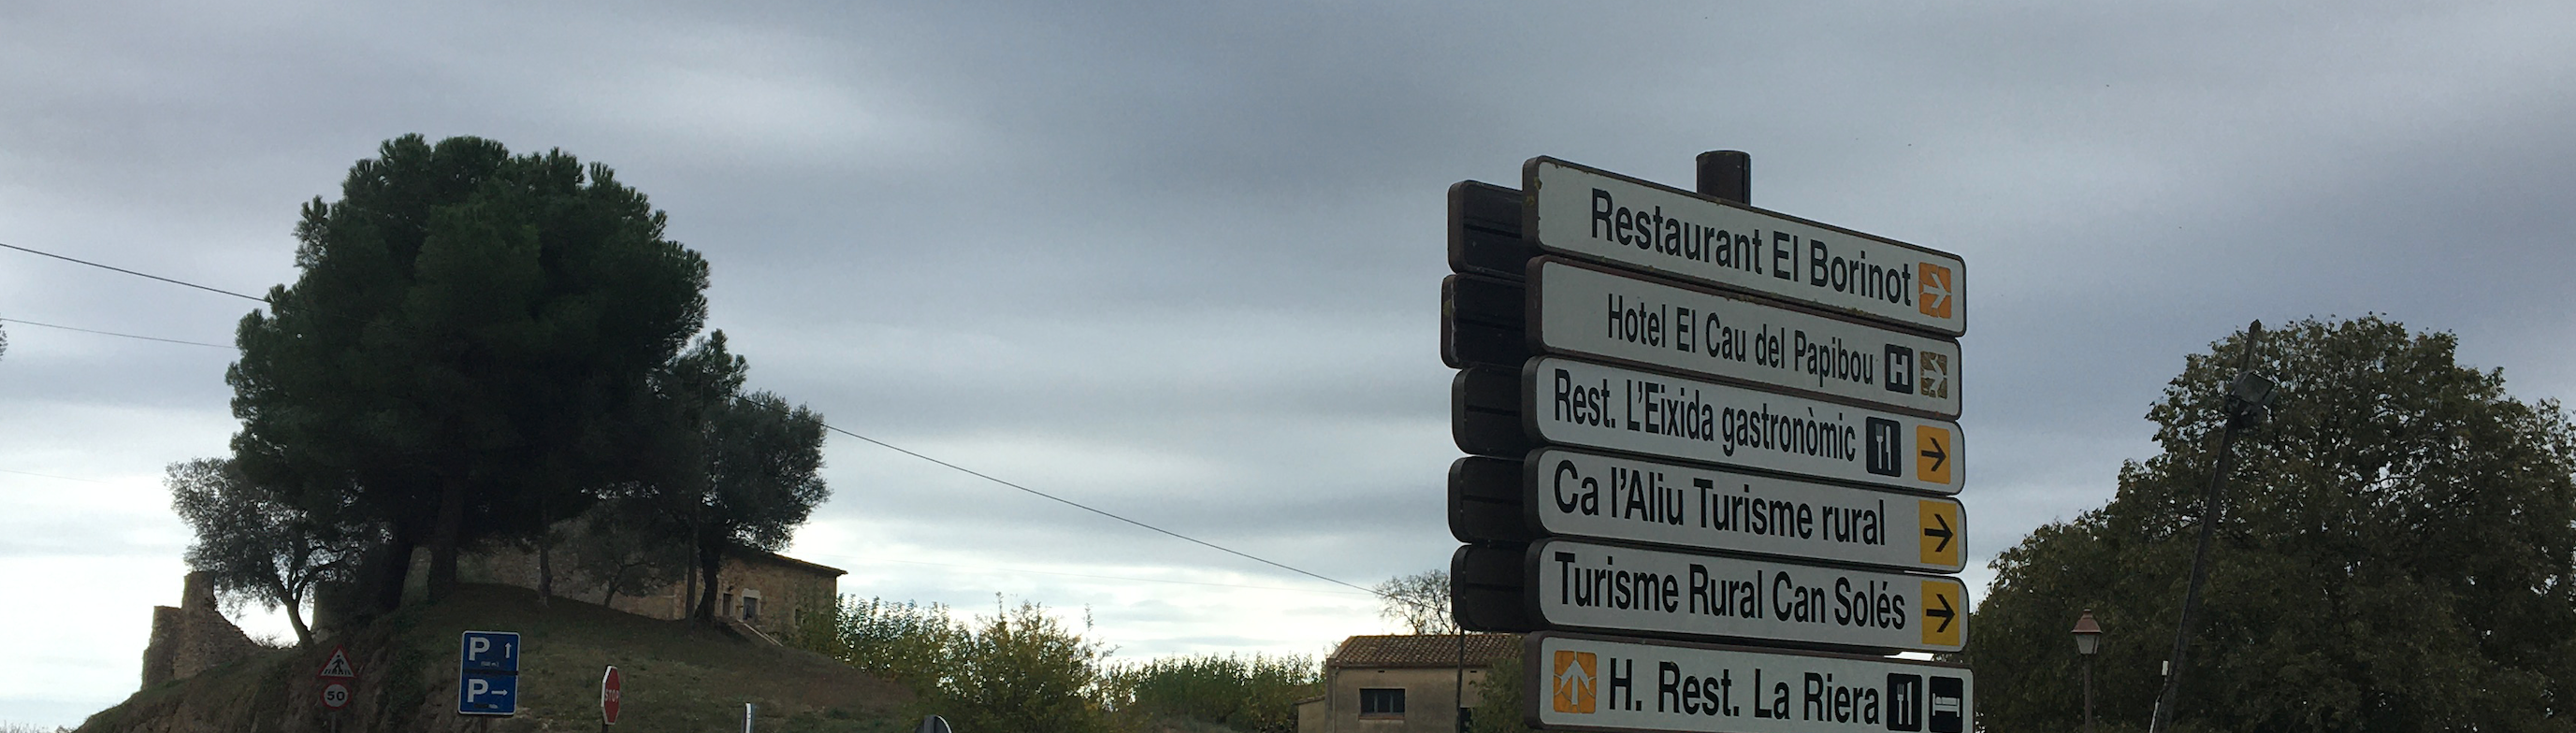 Restaurant El Borinot
Hotel El Cau del Papibou H
Rest. L'Eixida gastronòmic
Ca l'Aliu Turisme rural
Turisme Rural Can Solés
H. Rest. La Riera
P
P
50
STOP